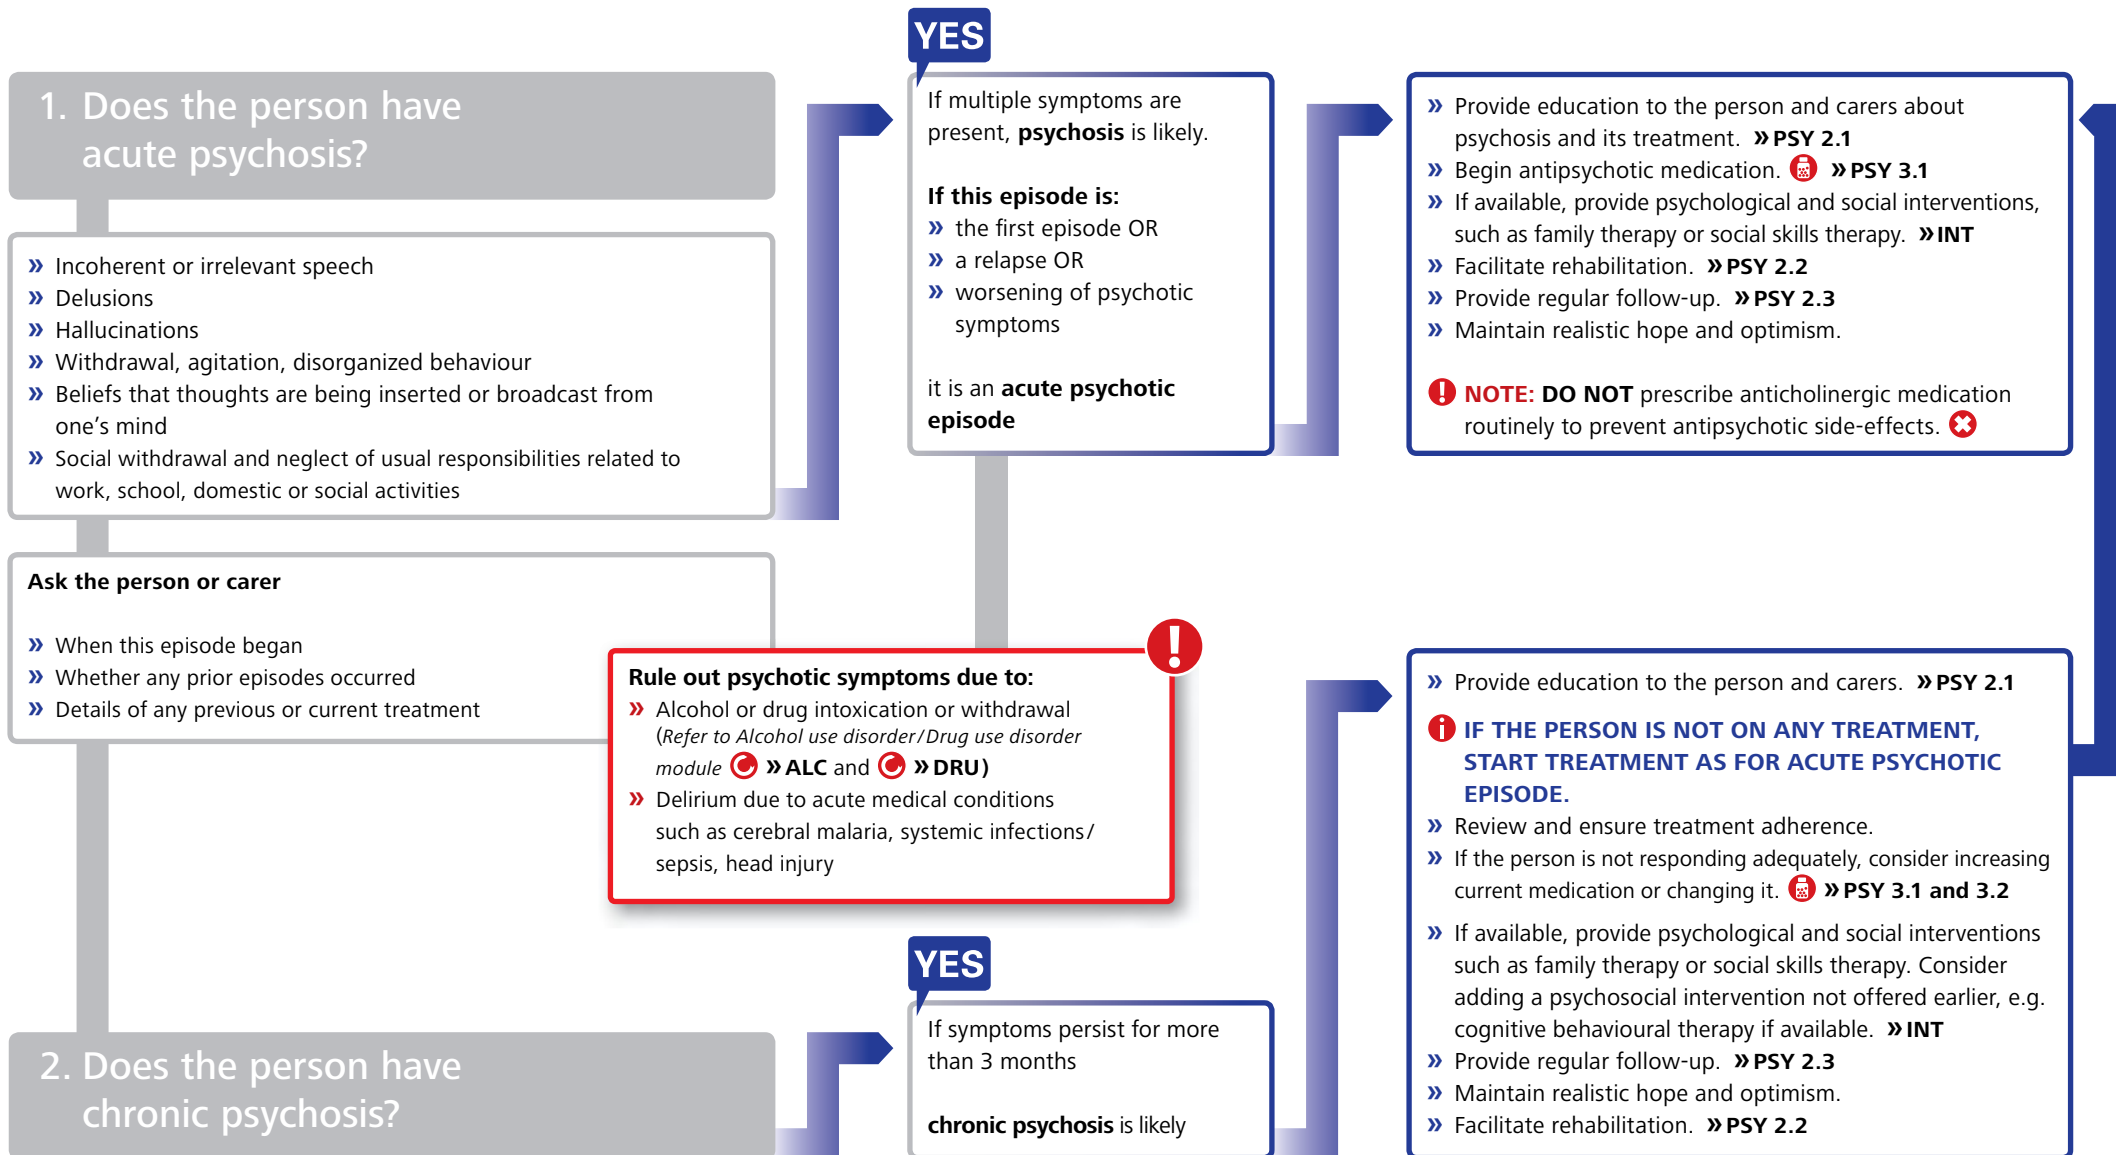 1. Does the person have
acute psychosis?
» Incoherent or irrelevant speech
» Delusions
» Hallucinations
» Withdrawal, agitation, disorganized behaviour
» Beliefs that thoughts are being inserted or broadcast from
one's mind
» Social withdrawal and neglect of usual responsibilities related to
work, school, domestic or social activities
Ask the person or carer
» When this episode began
» Whether any prior episodes occurred
» Details of any previous or current treatment
YES
If multiple symptoms are
present, psychosis is likely.
If this episode is:
» the first episode OR
» a relapse OR
» worsening of psychotic
symptoms
it is an acute psychotic
episode
» Provide education to the person and carers about
psychosis and its treatment. » PSY 2.1
» Begin antipsychotic medication. » PSY 3.1
» If available, provide psychological and social interventions,
such as family therapy or social skills therapy. » INT
» Facilitate rehabilitation. » PSY 2.2
» Provide regular follow-up. » PSY 2.3
» Maintain realistic hope and optimism.
! NOTE: DO NOT prescribe anticholinergic medication
routinely to prevent antipsychotic side-effects.
!
Rule out psychotic symptoms due to:
» Alcohol or drug intoxication or withdrawal
(Refer to Alcohol use disorder/Drug use disorder
module » ALC and » DRU)
» Delirium due to acute medical conditions
such as cerebral malaria, systemic infections/
sepsis, head injury
2. Does the person have
chronic psychosis?
YES
If symptoms persist for more
than 3 months
chronic psychosis is likely
» Provide education to the person and carers. » PSY 2.1
i IF THE PERSON IS NOT ON ANY TREATMENT,
START TREATMENT AS FOR ACUTE PSYCHOTIC
EPISODE.
» Review and ensure treatment adherence.
» If the person is not responding adequately, consider increasing
current medication or changing it. » PSY 3.1 and 3.2
» If available, provide psychological and social interventions
such as family therapy or social skills therapy. Consider
adding a psychosocial intervention not offered earlier, e.g.
cognitive behavioural therapy if available. » INT
» Provide regular follow-up. » PSY 2.3
» Maintain realistic hope and optimism.
» Facilitate rehabilitation. » PSY 2.2